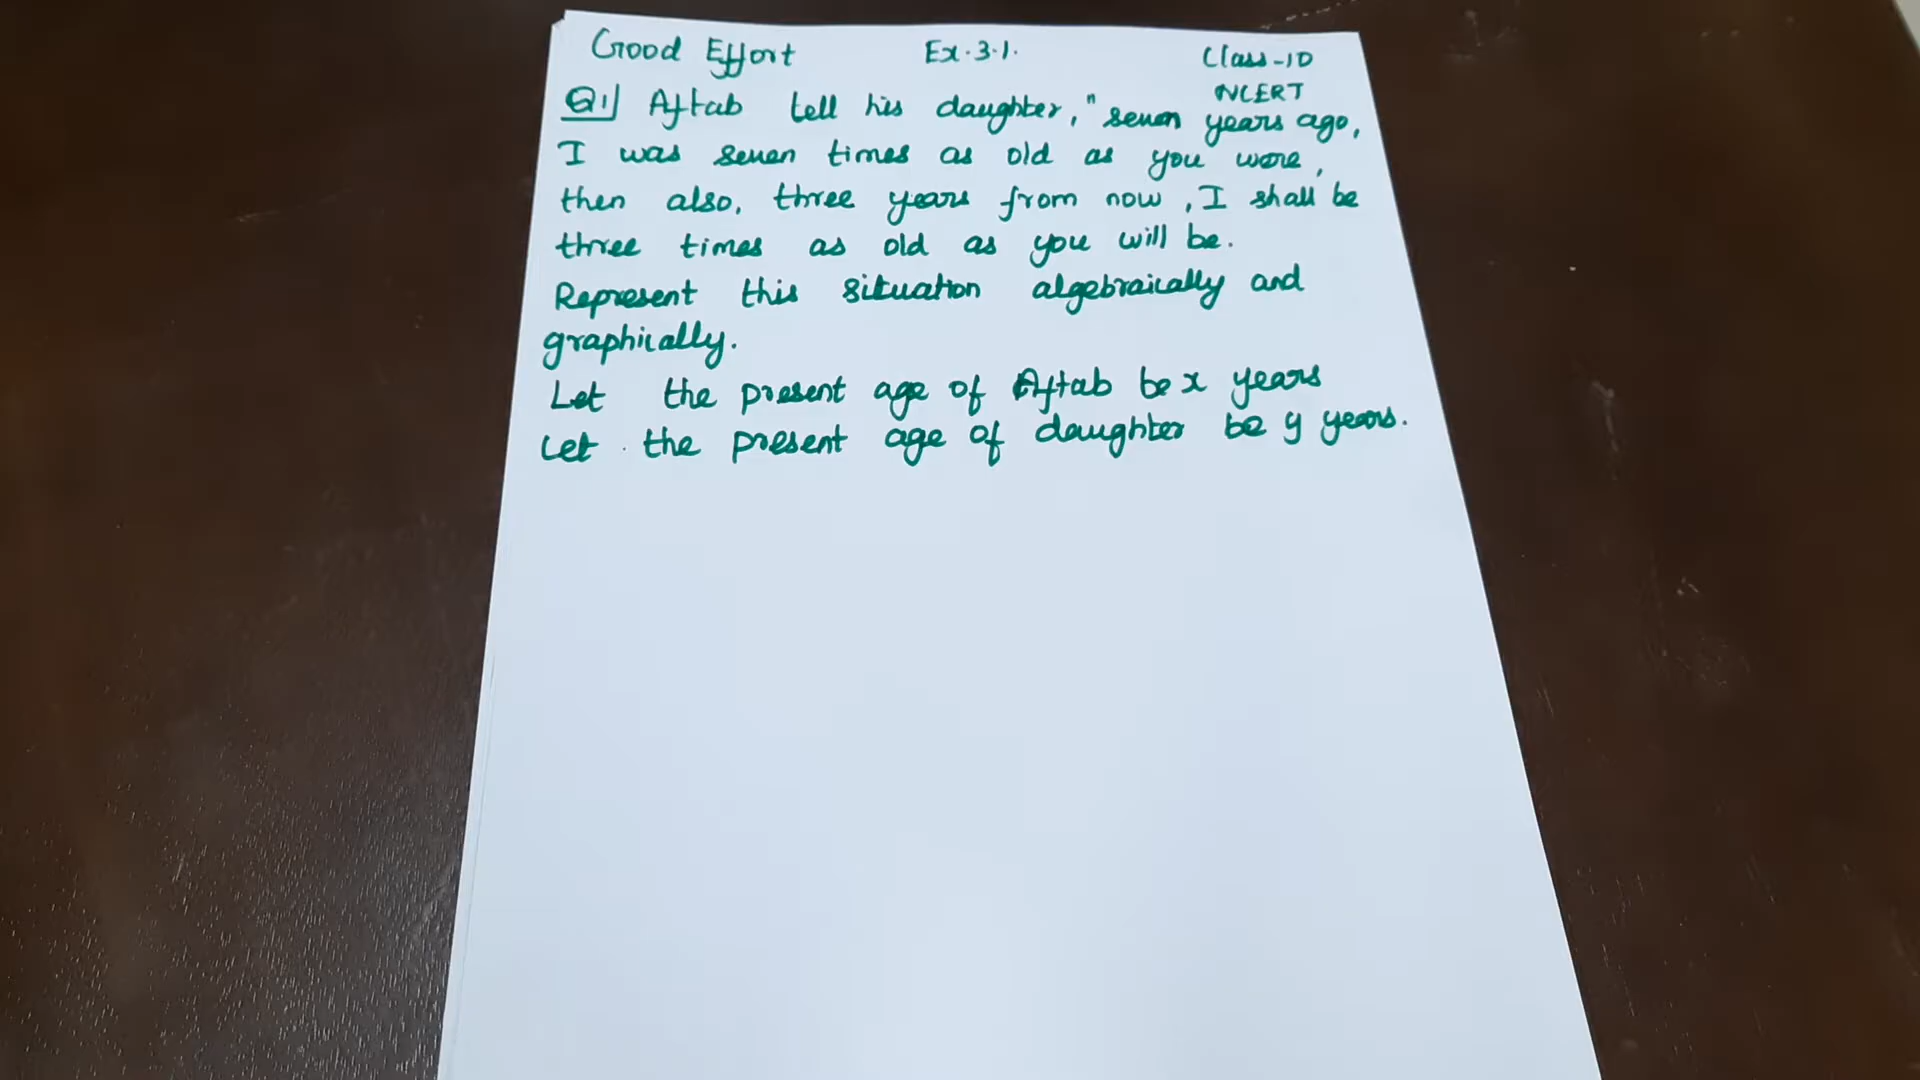 Good Effort Ex.3.1. Class-10
NCERT
Q1) Aftab tell his daughter, "seven years ago,
I was seven times as old as you were,
then also, three years from now, I shall be
three times as old as you will be.
Represent this situation algebraically and
graphically.
Let the present age of Aftab be x years
Let the present age of daughter be y years.